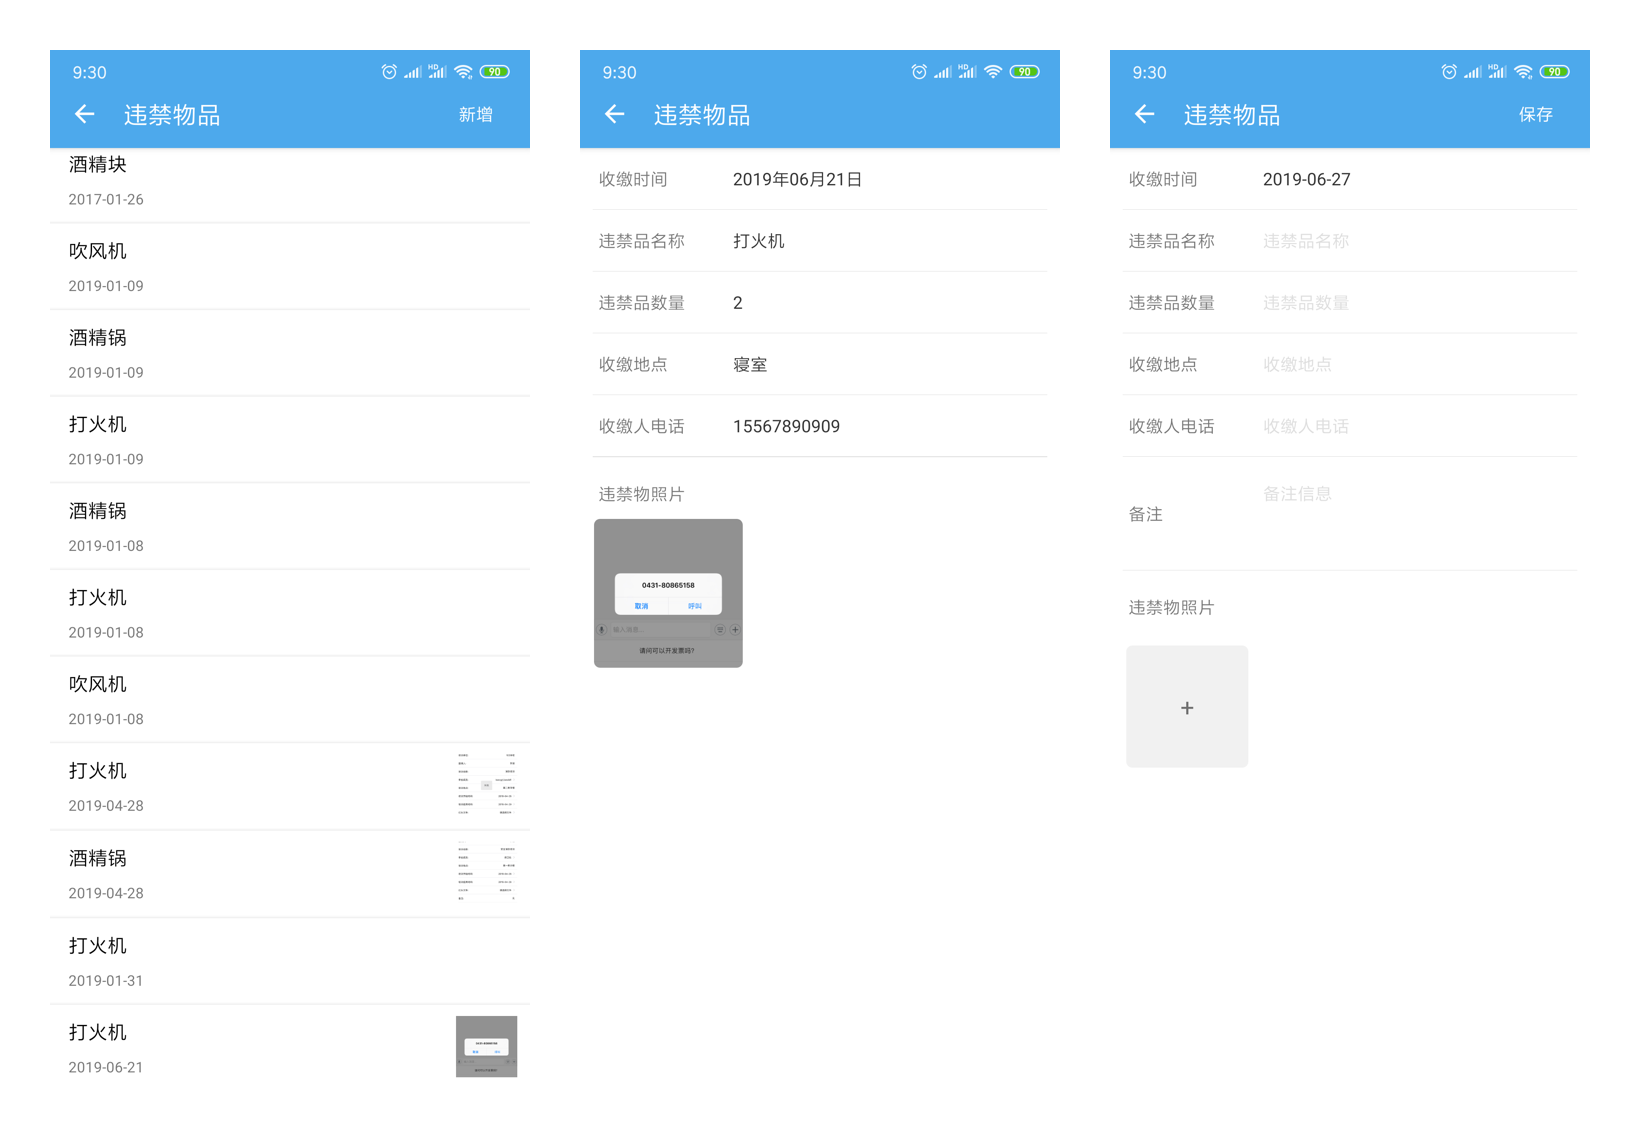 9:30
HD
90
违禁物品
新增
酒精块
2017-01-26
吹风机
2019-01-09
酒精锅
2019-01-09
打火机
2019-01-09
酒精锅
2019-01-08
打火机
2019-01-08
吹风机
2019-01-08
打火机
2019-04-28
酒精锅
2019-04-28
打火机
2019-01-31
打火机
2019-06-21
9:30
HD
90
违禁物品
收缴时间 2019年06月21日
违禁品名称 打火机
违禁品数量 2
收缴地点 寝室
收缴人电话 15567890909
违禁物照片
0431-80865158
取消 呼叫
输入消息...
请问可以开发票吗?
9:30
HD
90
违禁物品
保存
收缴时间 2019-06-27
违禁品名称 违禁品名称
违禁品数量 违禁品数量
收缴地点 收缴地点
收缴人电话 收缴人电话
备注 备注信息
违禁物照片
+